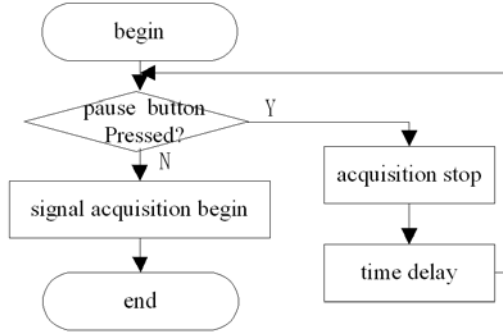 begin
pause button
Pressed?
Y
N
signal acquisition begin
acquisition stop
time delay
end